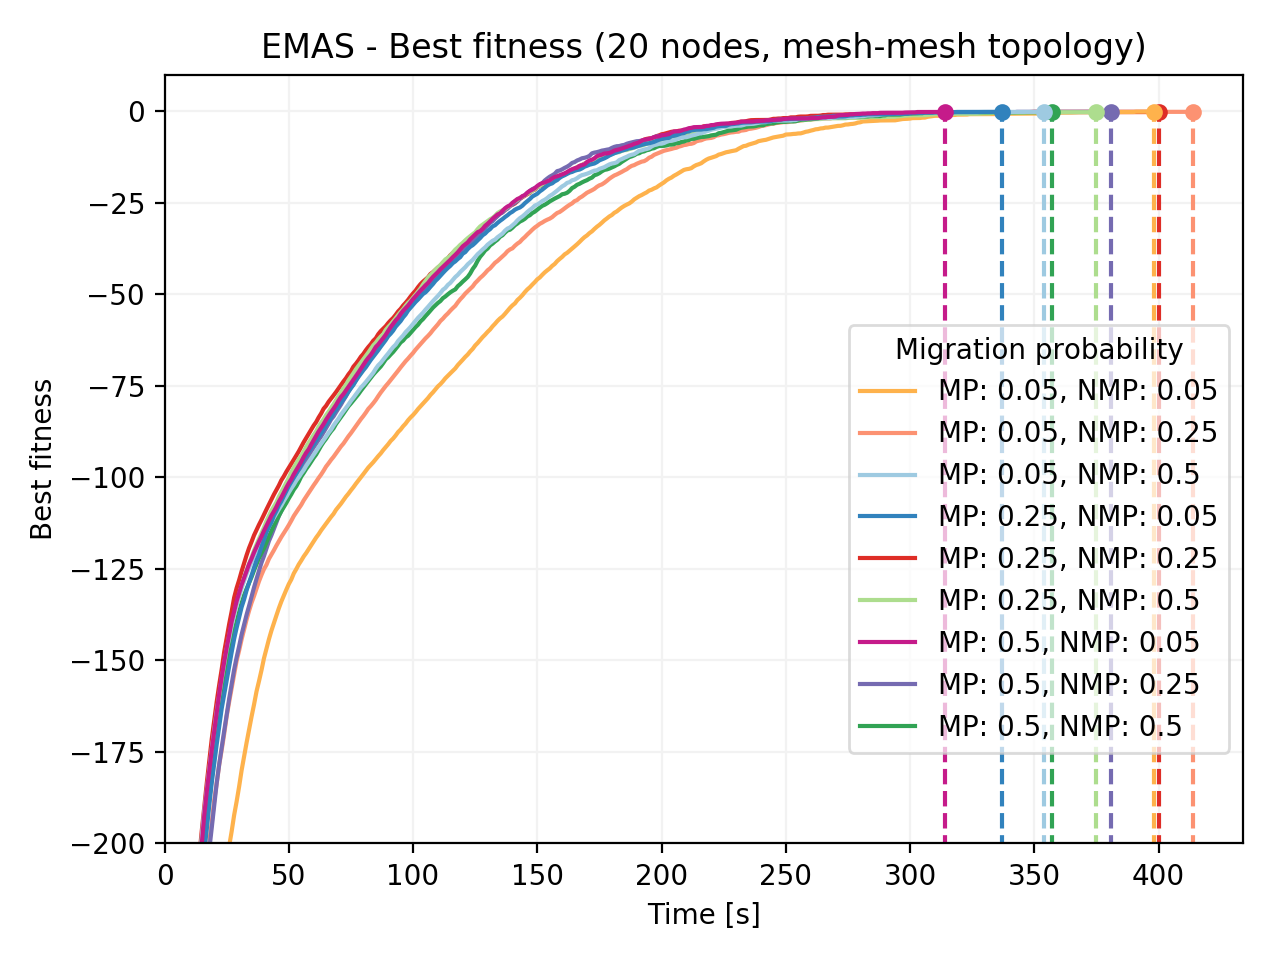 EMAS - Best fitness (20 nodes, mesh-mesh topology)
Best fitness
0
−25
−50
−75
−100
−125
−150
−175
−200
Migration probability
MP: 0.05, NMP: 0.05
MP: 0.05, NMP: 0.25
MP: 0.05, NMP: 0.5
MP: 0.25, NMP: 0.05
MP: 0.25, NMP: 0.25
MP: 0.25, NMP: 0.5
MP: 0.5, NMP: 0.05
MP: 0.5, NMP: 0.25
MP: 0.5, NMP: 0.5
0 50 100 150 200 250 300 350 400
Time [s]